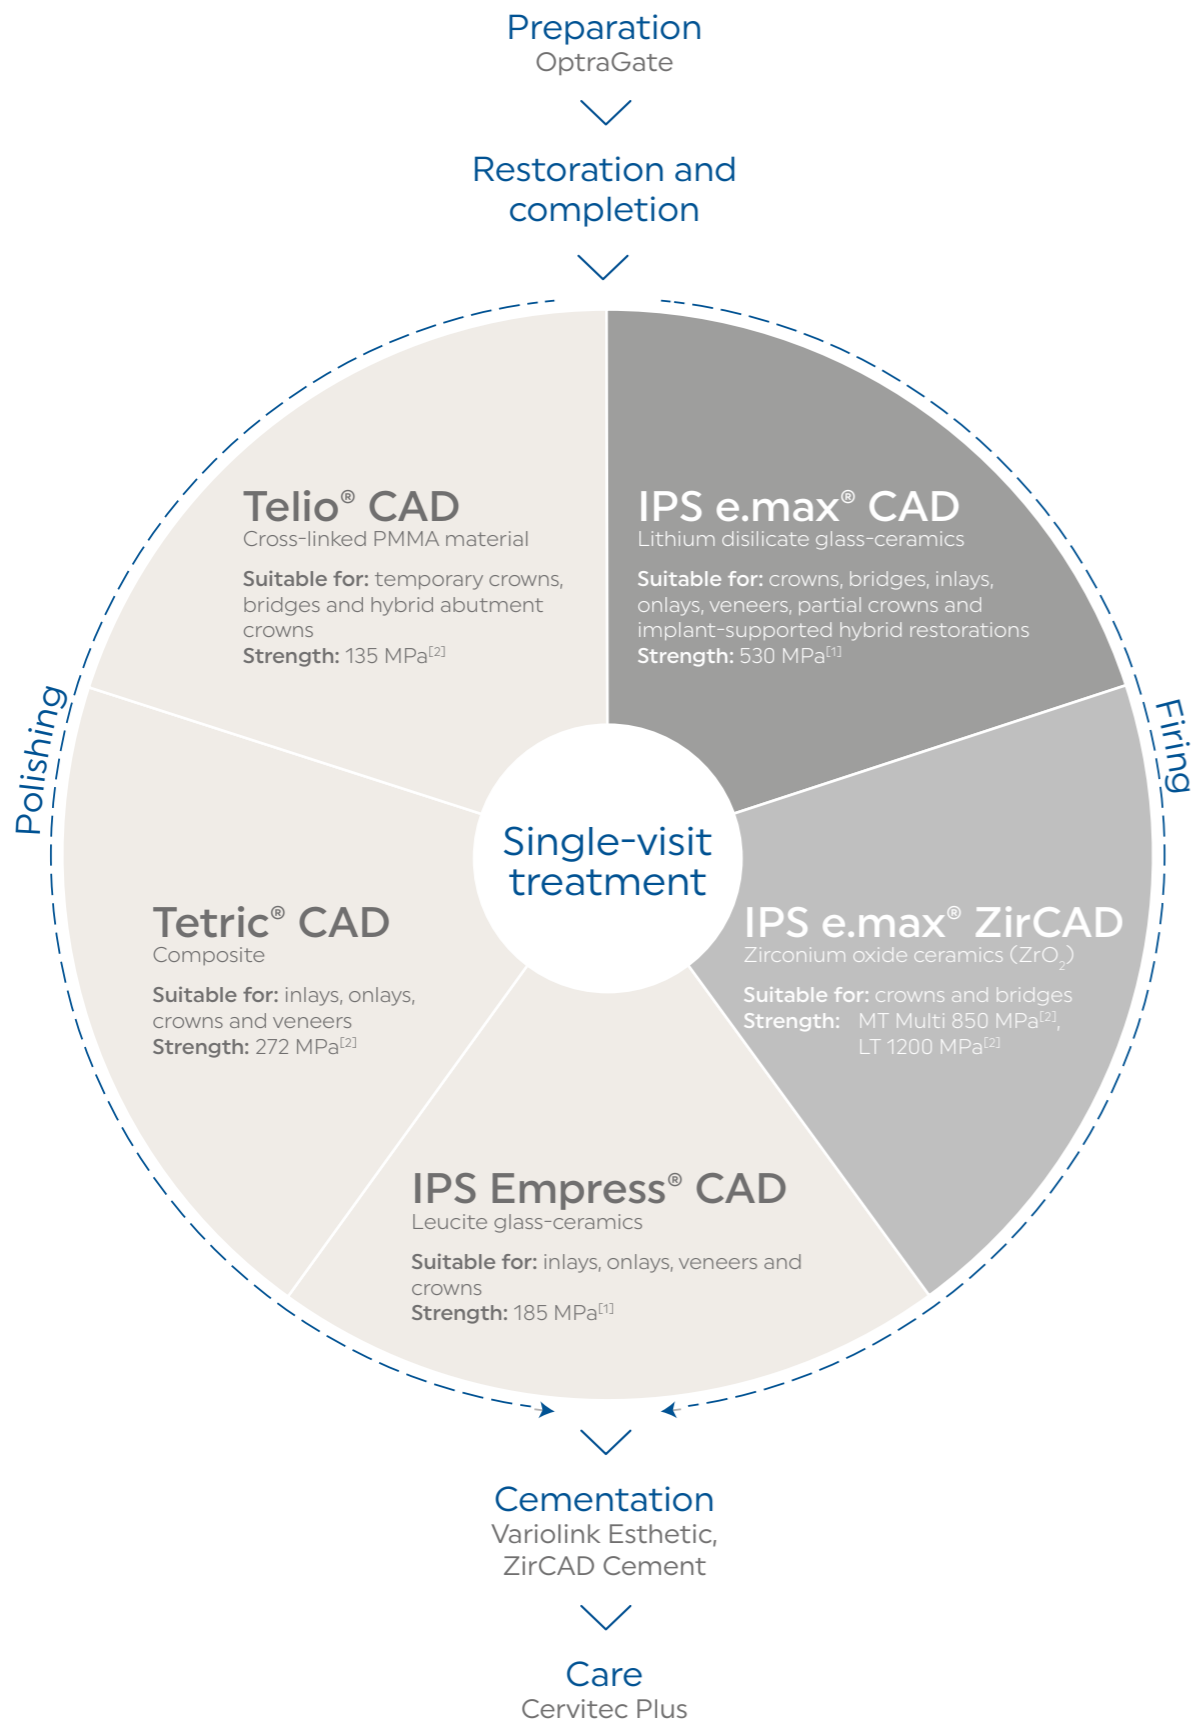 Preparation
OptraGate
Restoration and
completion
Telio® CAD
Cross-linked PMMA material
Suitable for: temporary crowns,
bridges and hybrid abutment
crowns
Strength: 135 MPa[2]
IPS e.max® CAD
Lithium disilicate glass-ceramics
Suitable for: crowns, bridges, inlays,
onlays, veneers, partial crowns and
implant-supported hybrid restorations
Strength: 530 MPa[1]
Polishing
Firing
Single-visit
treatment
Tetric® CAD
Composite
Suitable for: inlays, onlays,
crowns and veneers
Strength: 272 MPa[2]
IPS e.max® ZirCAD
Zirconium oxide ceramics (ZrO2)
Suitable for: crowns and bridges
Strength: MT Multi 850 MPa[2],
LT 1200 MPa[2]
IPS Empress® CAD
Leucite glass-ceramics
Suitable for: inlays, onlays, veneers and
crowns
Strength: 185 MPa[1]
Cementation
Variolink Esthetic,
ZirCAD Cement
Care
Cervitec Plus